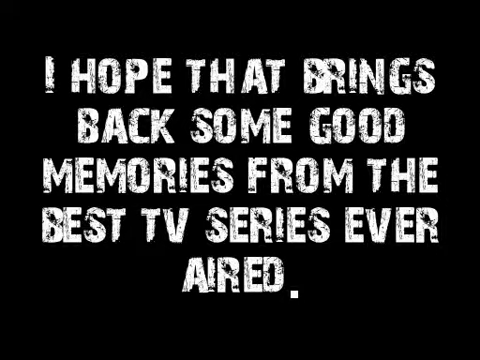 I HOPE THAT BRINGS
BACK SOME GOOD
MEMORIES FROM THE
BEST TV SERIES EVER
AIRED.